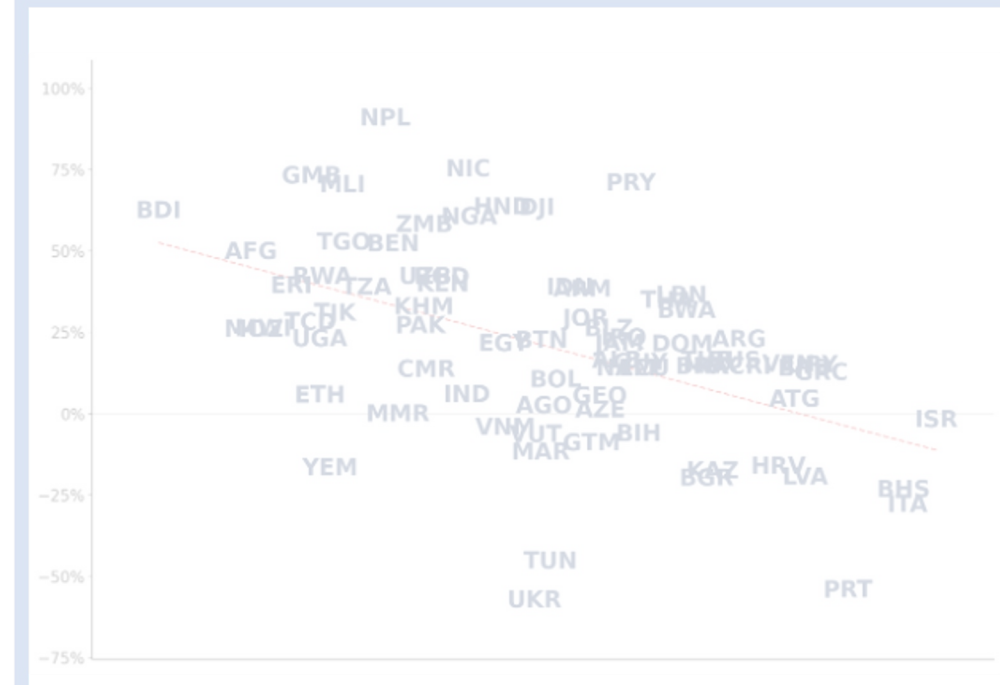 100%
NPL
75%
NIC
GMB
MLI
PRY
BDI
HND
DJI
NGA
ZMB
TGO
BEN
50%
AFG
RWA
ERI
TZA
KEN
KHM
TJK
TCD
PAK
UGA
JOR
BWA
LBN
25%
EGY
BTN
JAM
DOM
ARG
CMR
BOL
GRC
ETH
IND
GEO
ATG
AGO
AZE
0%
MMR
ISR
VNM
VUT
BIH
GTM
MAR
YEM
KAZ
BGR
HRV
LVA
−25%
BHS
ITA
TUN
−50%
UKR
PRT
−75%